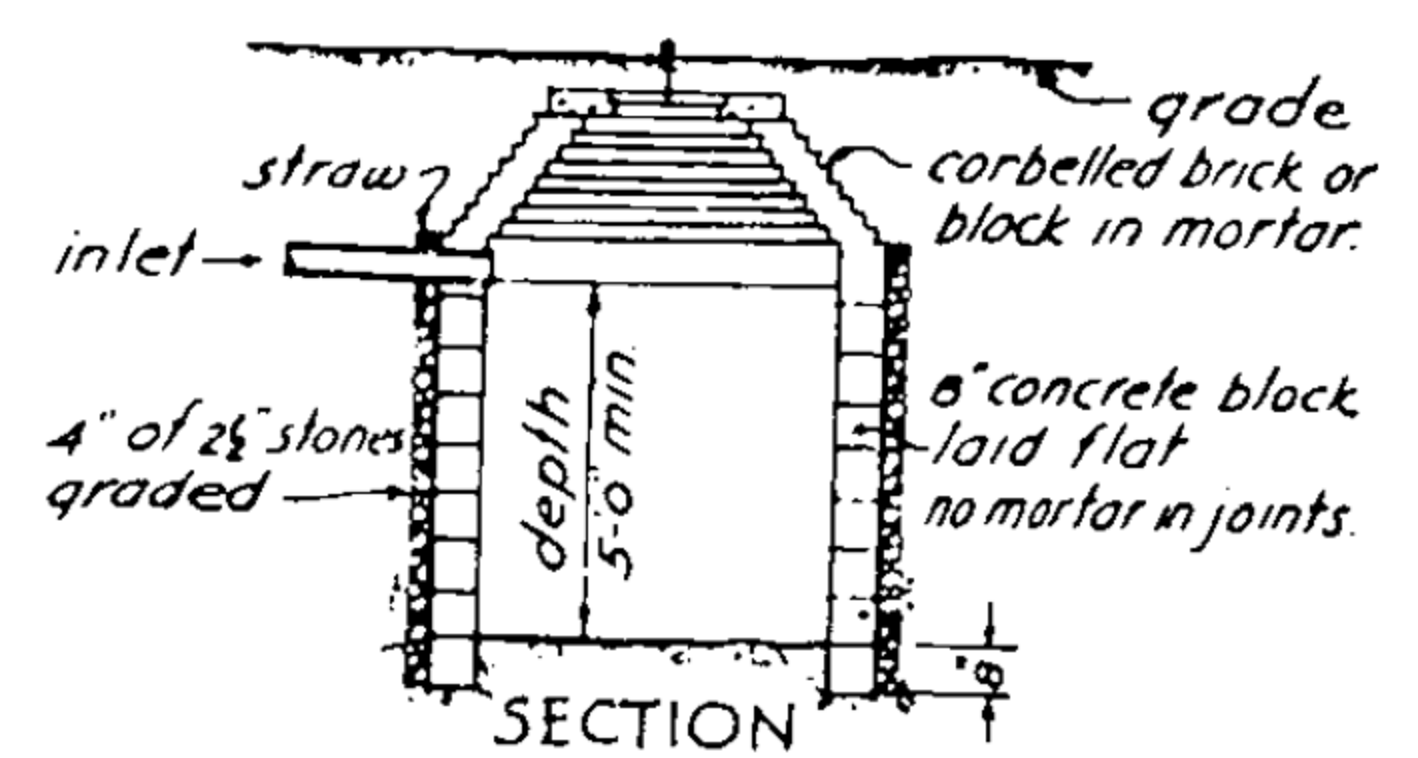 grade
straw
corbelled brick or
block in mortar.
inlet →
depth
5'-0" min.
4" of 2½" stones
graded
8" concrete block
laid flat
no mortar in joints.
8"
SECTION